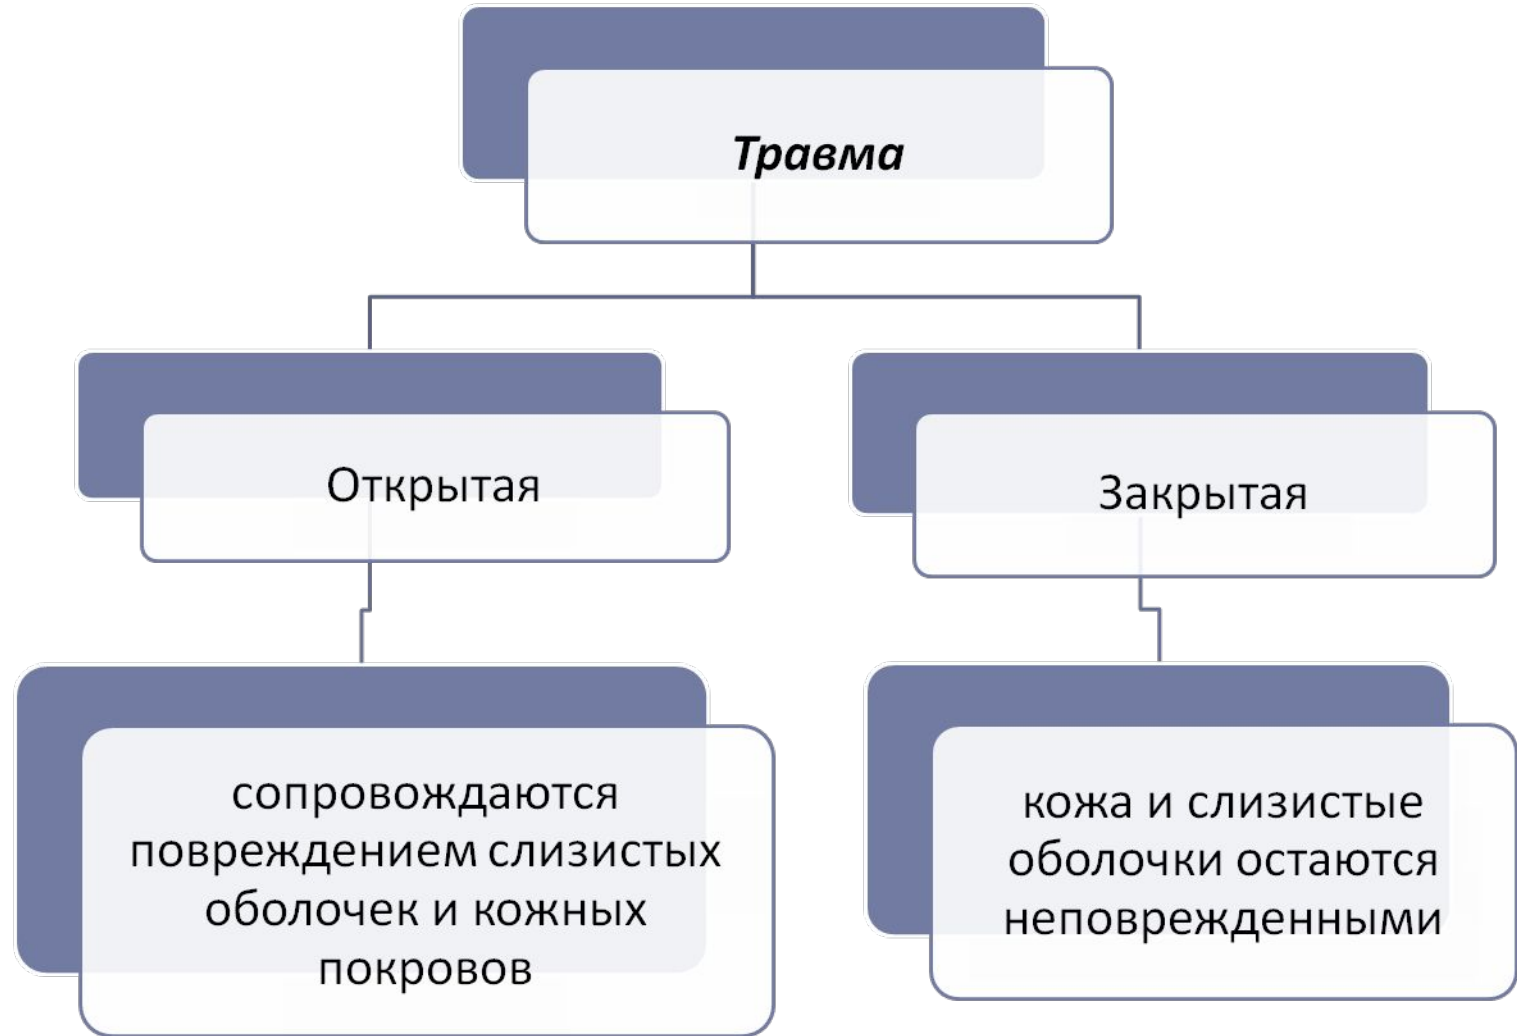 Травма
Открытая
Закрытая
сопровождаются
повреждением слизистых
оболочек и кожных
покровов
кожа и слизистые
оболочки остаются
неповрежденными